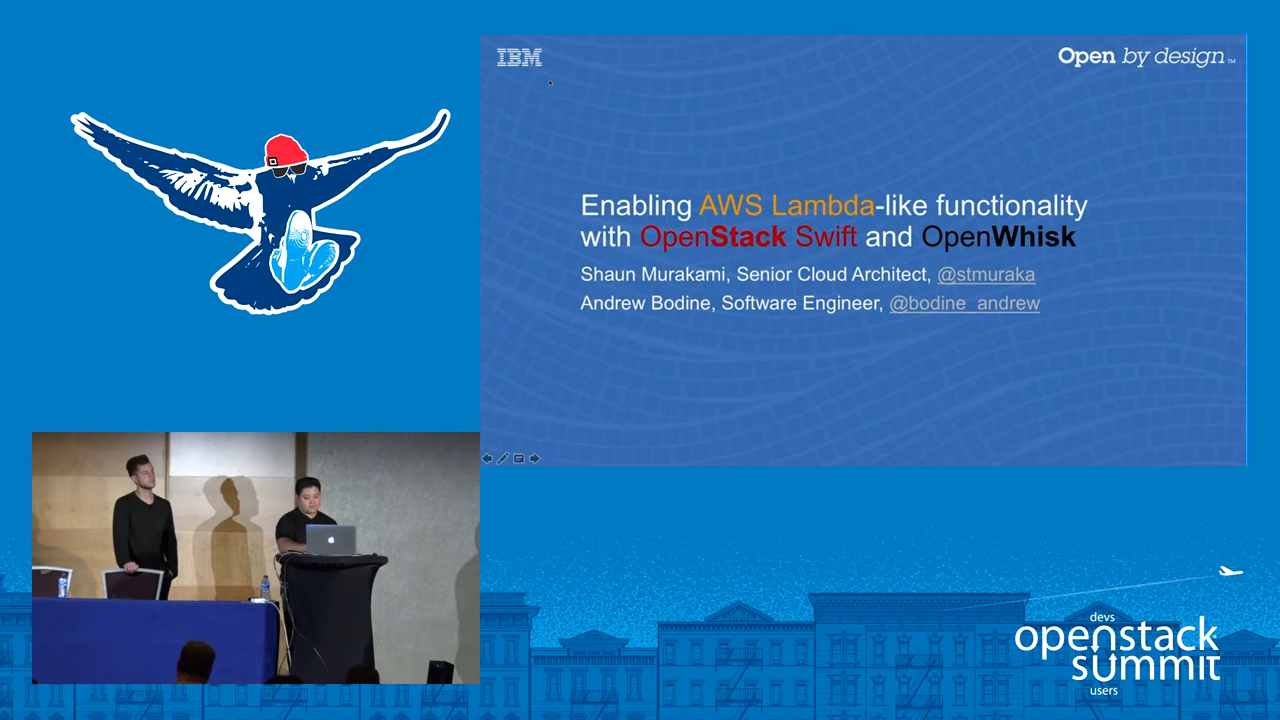 IBM
Open by design™
Enabling AWS Lambda-like functionality
with OpenStack Swift and OpenWhisk
Shaun Murakami, Senior Cloud Architect, @stmuraka
Andrew Bodine, Software Engineer, @bodine_andrew
devs
openstack
summit
users